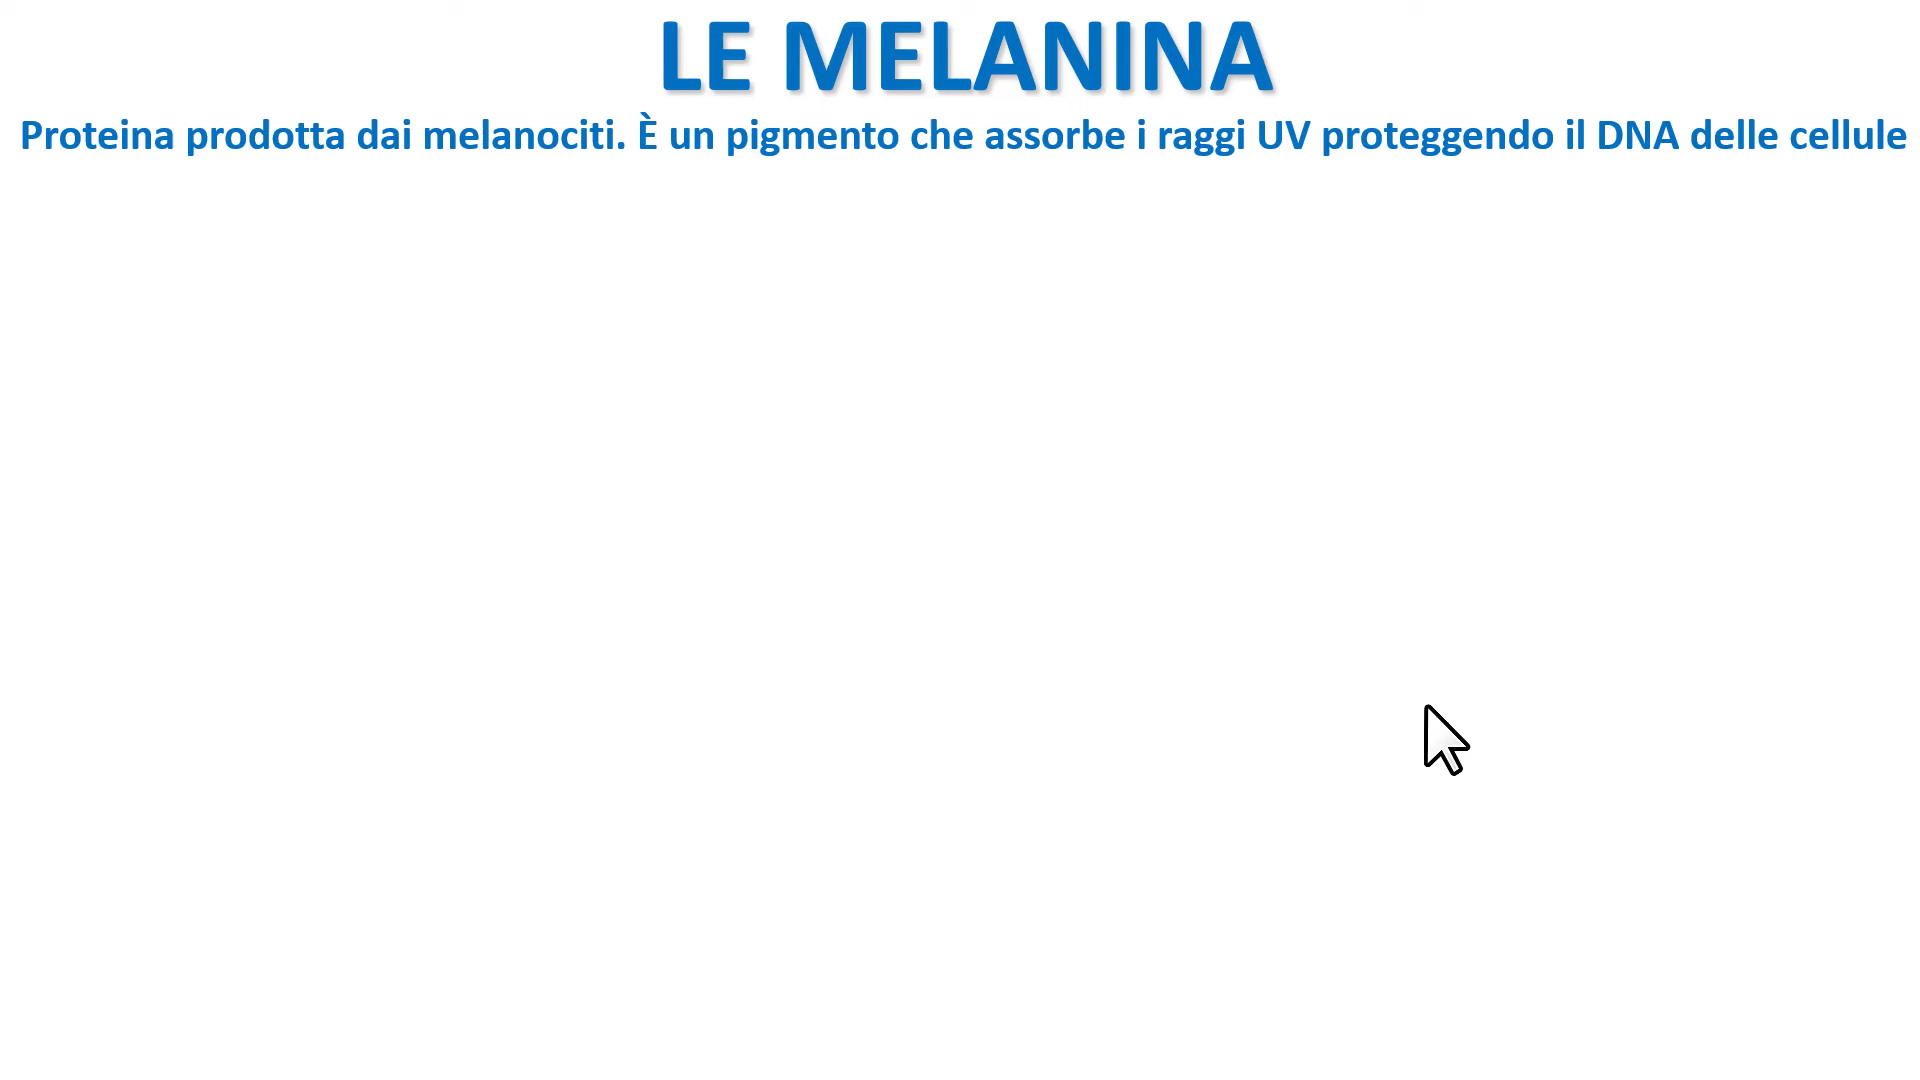 LE MELANINA
Proteina prodotta dai melanociti. È un pigmento che assorbe i raggi UV proteggendo il DNA delle cellule